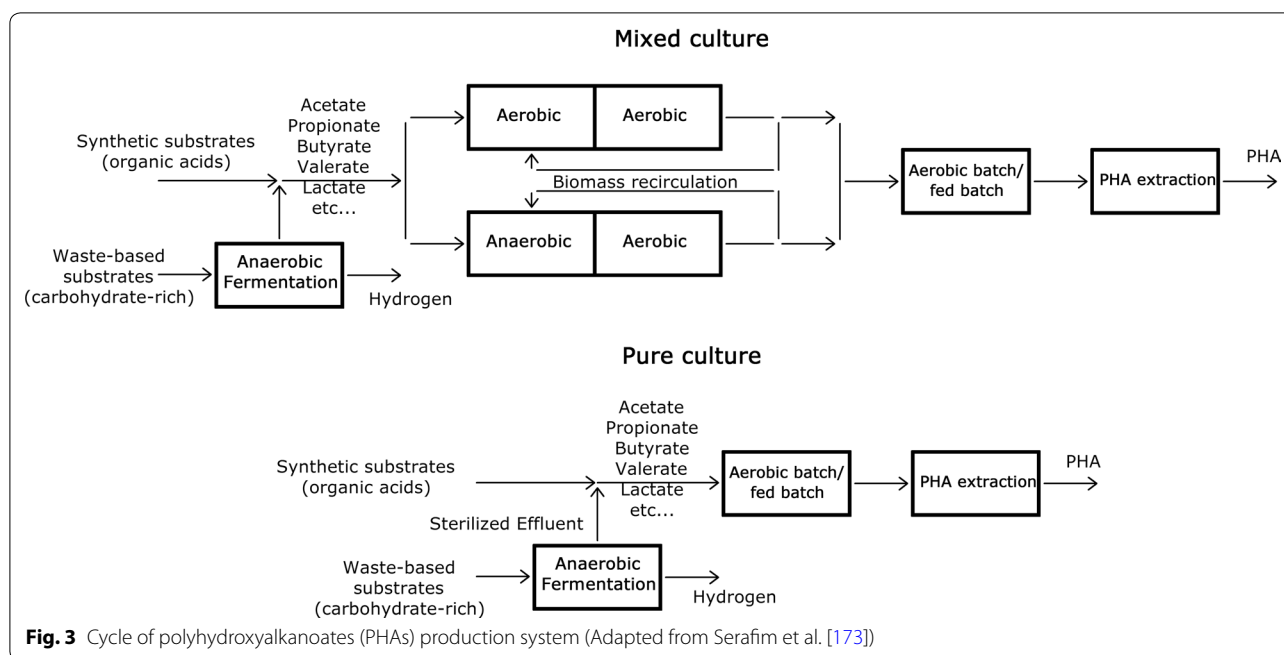 Mixed culture
Synthetic substrates
(organic acids)
Acetate
Propionate
Butyrate
Valerate
Lactate
etc...
Waste-based
substrates
(carbohydrate-rich)
Anaerobic
Fermentation
Hydrogen
Aerobic
Aerobic
Biomass recirculation
Anaerobic
Aerobic
Aerobic batch/
fed batch
PHA extraction
PHA
Pure culture
Synthetic substrates
(organic acids)
Acetate
Propionate
Butyrate
Valerate
Lactate
etc...
Sterilized Effluent
Waste-based
substrates
(carbohydrate-rich)
Anaerobic
Fermentation
Hydrogen
Aerobic batch/
fed batch
PHA extraction
PHA
Fig. 3 Cycle of polyhydroxyalkanoates (PHAs) production system (Adapted from Serafim et al. [173])